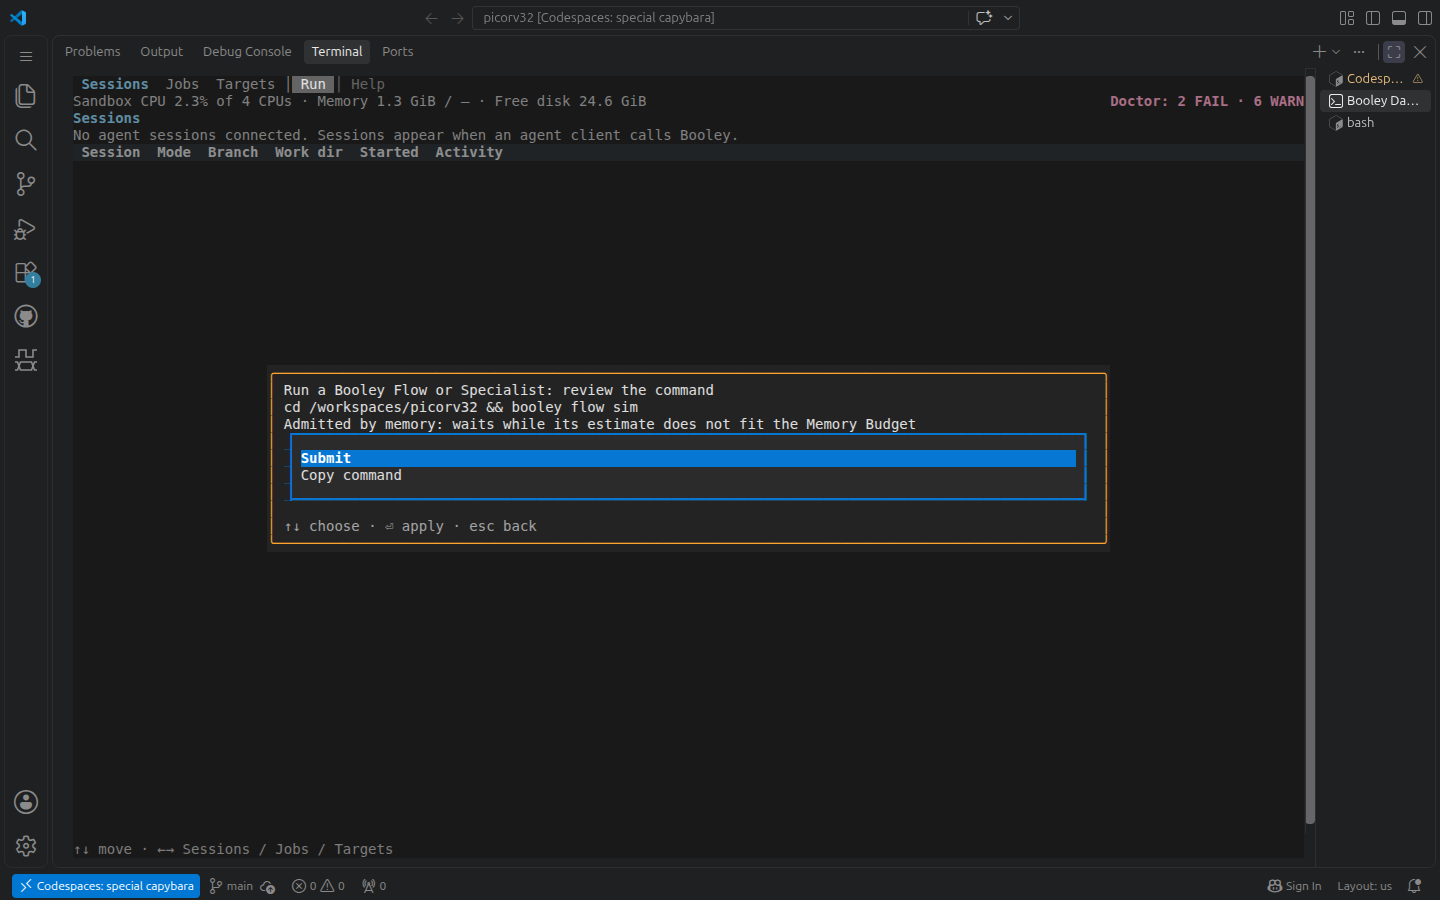 picorv32 [Codespaces: special capybara]
Problems Output Debug Console Terminal Ports
Sessions Jobs Targets Run Help
Sandbox CPU 2.3% of 4 CPUs · Memory 1.3 GiB / — · Free disk 24.6 GiB Doctor: 2 FAIL · 6 WARN
Sessions
No agent sessions connected. Sessions appear when an agent client calls Booley.
Session Mode Branch Work dir Started Activity
Codesp...
Booley Da...
bash
1
Run a Booley Flow or Specialist: review the command
cd /workspaces/picorv32 && booley flow sim
Admitted by memory: waits while its estimate does not fit the Memory Budget
Submit
Copy command
↑↓ choose · ⏎ apply · esc back
↑↓ move · ←→ Sessions / Jobs / Targets
Codespaces: special capybara main 0 0 0 Sign In Layout: us